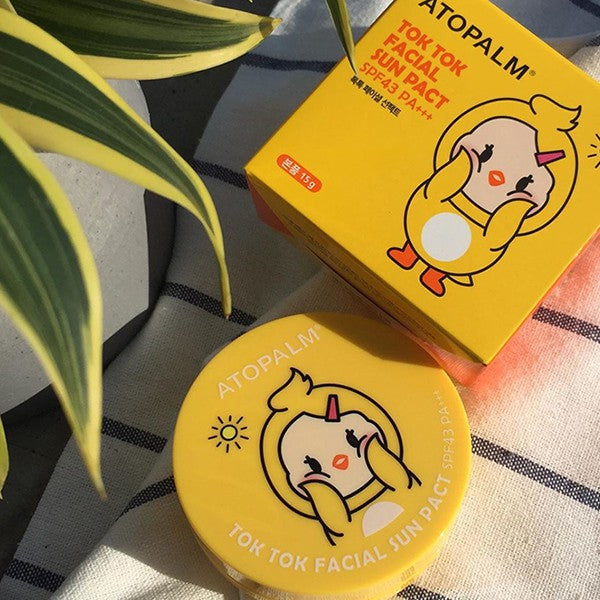 ATOPALM®
TOK TOK
FACIAL
SUN PACT
SPF43 PA+++
톡톡 페이셜 선팩트
본품 15g
ATOPALM®
TOK TOK FACIAL SUN PACT SPF43 PA+++